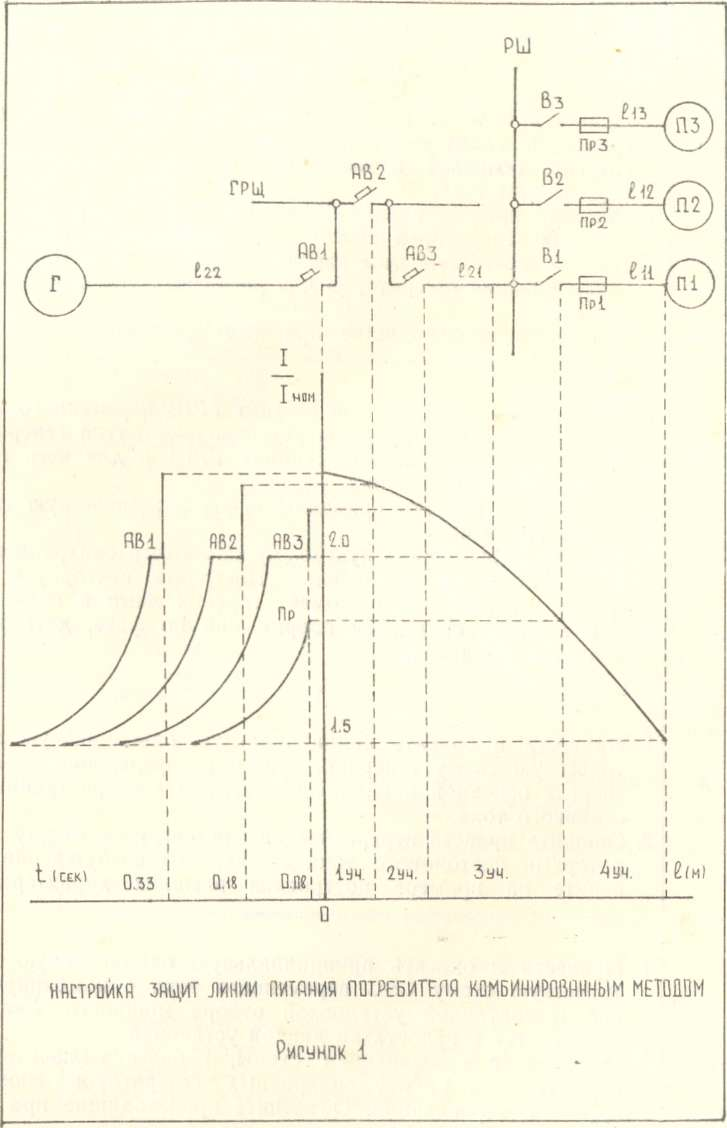 РШ
В3
ПР3
ℓ13
П3
АВ2
ГРЩ
В2
ПР2
ℓ12
П2
Г
ℓ22
АВ1
АВ3
ℓ21
В1
ПР1
ℓ11
П1
I
I ном
АВ1
АВ2
АВ3
2.0
Пр
1.5
t (сек)
0.33
0.18
0.08
1уч.
2уч.
3уч.
4уч.
ℓ(м)
0
НАСТРОЙКА ЗАЩИТ ЛИНИИ ПИТАНИЯ ПОТРЕБИТЕЛЯ КОМБИНИРОВАННЫМ МЕТОДОМ
Рисунок 1